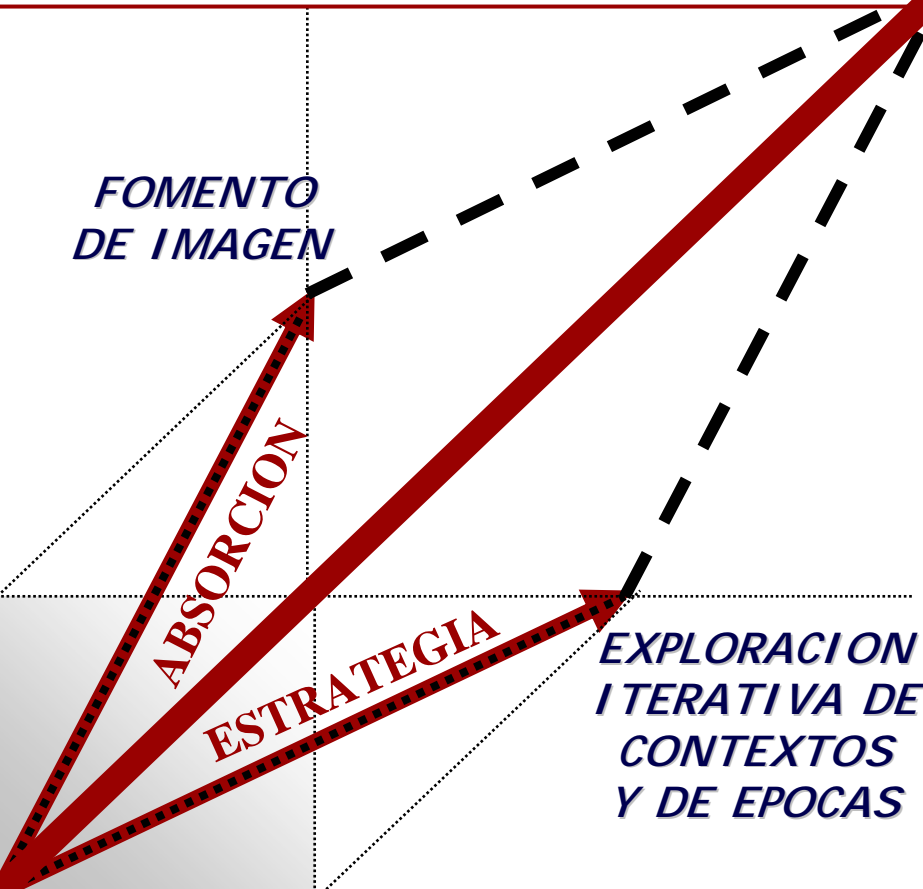 FOMENTO
DE IMAGEN
ABSORCION
ESTRATEGIA
EXPLORACION
ITERATIVA DE
CONTEXTOS
Y DE EPOCAS